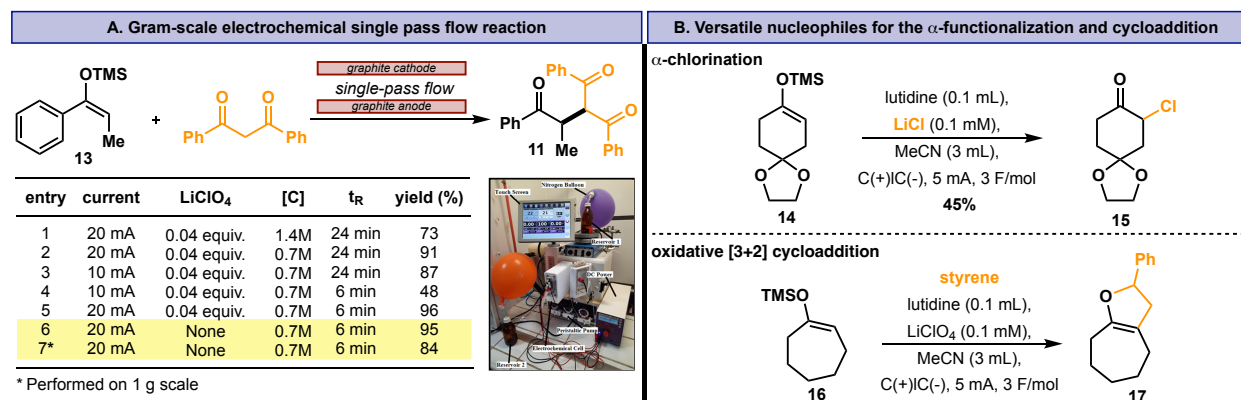 A. Gram-scale electrochemical single pass flow reaction
OTMS
Me
13
+
O O
Ph Ph
graphite cathode
single-pass flow
graphite anode
Ph
O
O
Ph
O
Me
Ph
11
entry current LiClO4 [C] tR yield (%)
1 20 mA 0.04 equiv. 1.4M 24 min 73
2 20 mA 0.04 equiv. 0.7M 24 min 91
3 10 mA 0.04 equiv. 0.7M 24 min 87
4 10 mA 0.04 equiv. 0.7M 6 min 48
5 20 mA 0.04 equiv. 0.7M 6 min 96
6 20 mA None 0.7M 6 min 95
7* 20 mA None 0.7M 6 min 84
* Performed on 1 g scale
Nitrogen Balloon
Touch Screen
Reservoir 1
DC Power
Peristaltic Pump
Electrochemical Cell
Reservoir 2
B. Versatile nucleophiles for the α-functionalization and cycloaddition
α-chlorination
OTMS
O O
14
lutidine (0.1 mL),
LiCl (0.1 mM),
MeCN (3 mL),
C(+)lC(-), 5 mA, 3 F/mol
45%
O
Cl
O O
15
oxidative [3+2] cycloaddition
TMSO
16
styrene
lutidine (0.1 mL),
LiClO4 (0.1 mM),
MeCN (3 mL),
C(+)lC(-), 5 mA, 3 F/mol
Ph
O
17